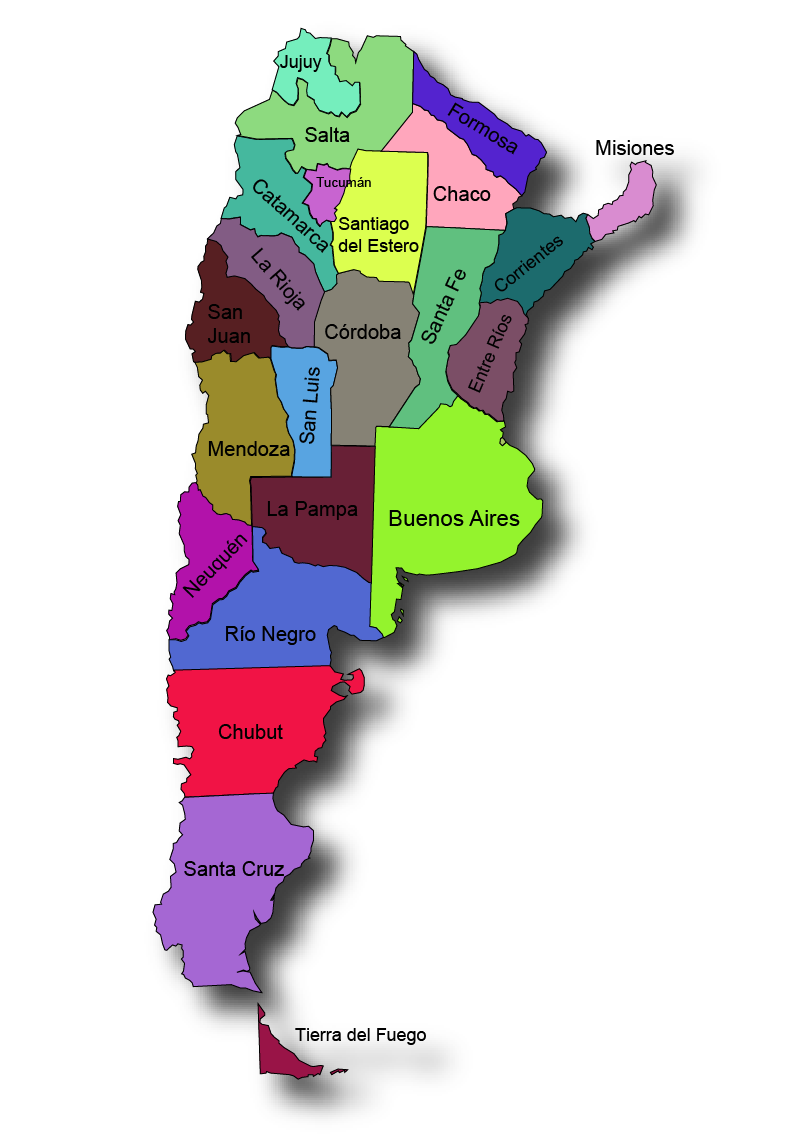 Jujuy
Formosa
Salta
Misiones
Tucumán
Catamarca
Chaco
Santiago
del Estero
Corrientes
La Rioja
Santa Fe
San
Juan
Córdoba
Entre Ríos
San Luis
Mendoza
La Pampa
Buenos Aires
Neuquén
Río Negro
Chubut
Santa Cruz
Tierra del Fuego